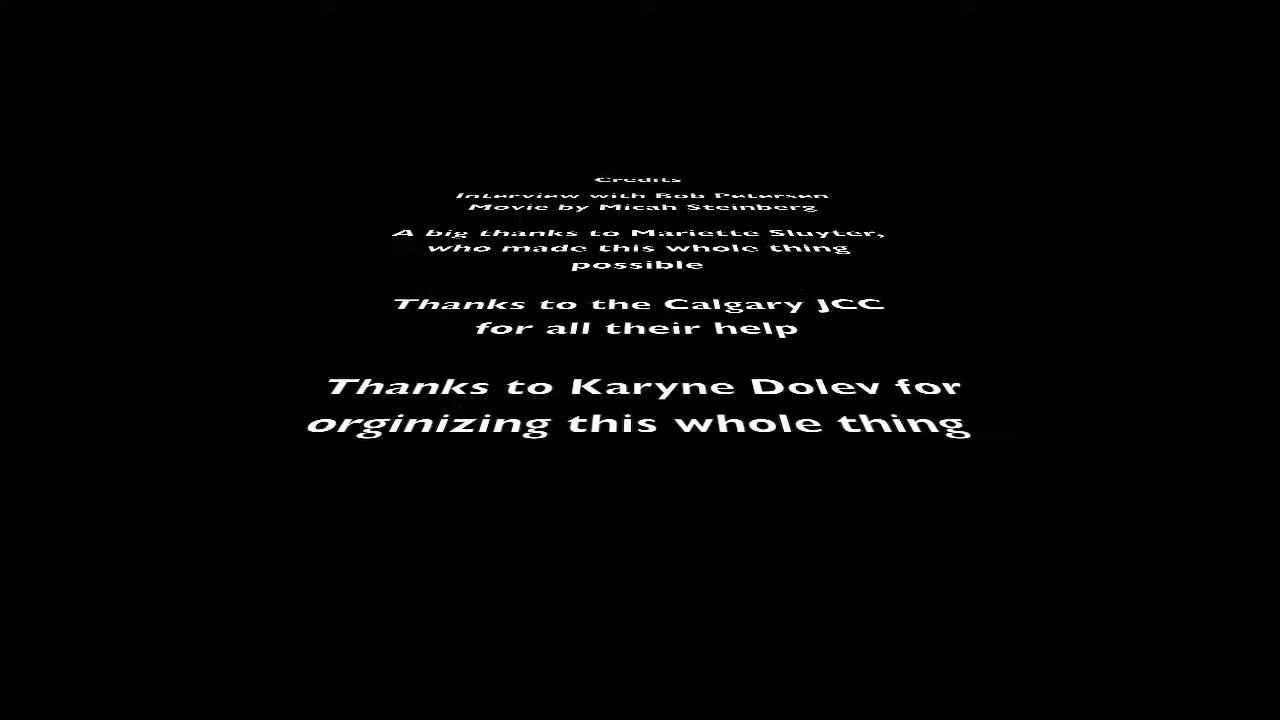 Credits
Interview with Bob Petersen
Movie by Micah Steinberg
A big thanks to Mariette Sluyter,
who made this whole thing
possible
Thanks to the Calgary JCC
for all their help
Thanks to Karyne Dolev for
orginizing this whole thing